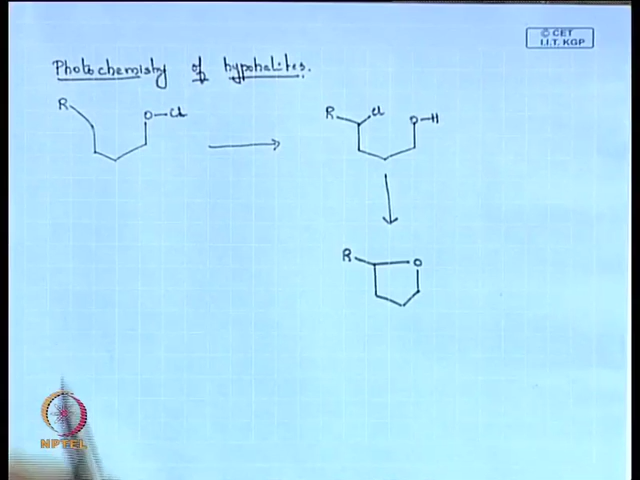 © CET
I.I.T. KGP
Photochemistry of hypohalites.
R
O-Cl
R
Cl
O-H
R
O
NPTEL